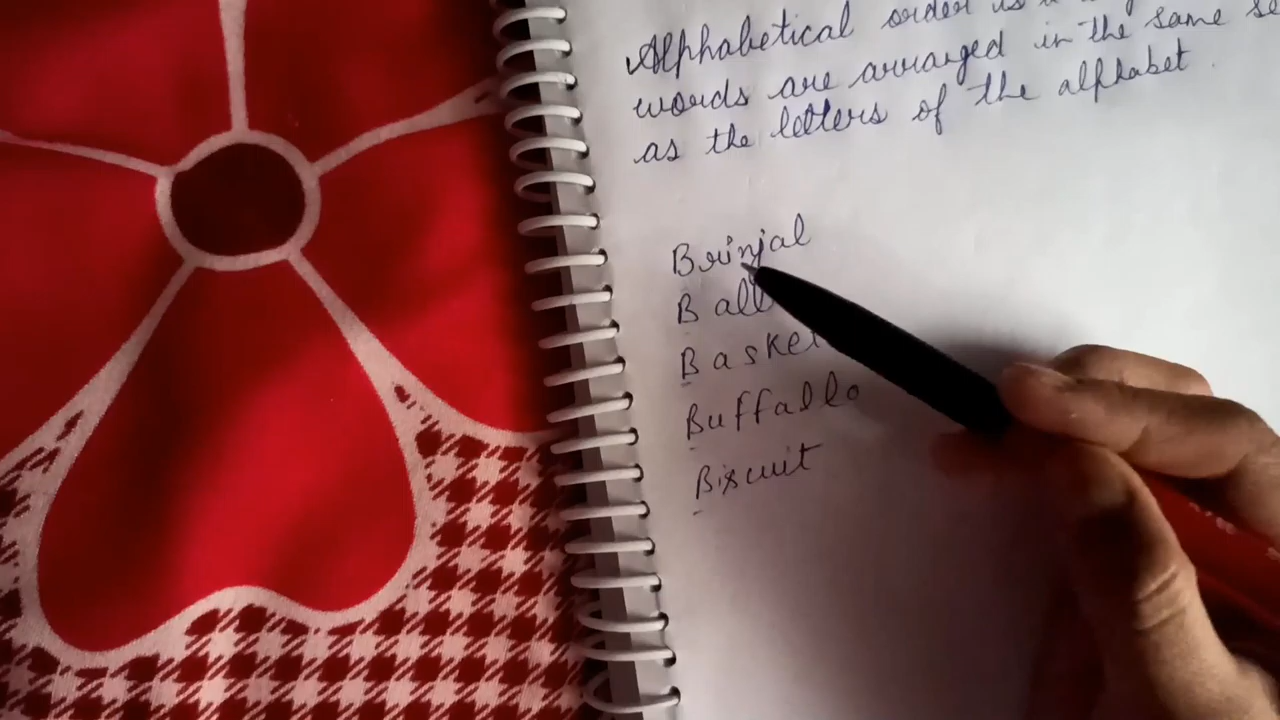 Alphabetical order is a
words are arranged in the same
as the letters of the alphabet.
Brinjal
Ball
Basket
Buffallo
Biscuit